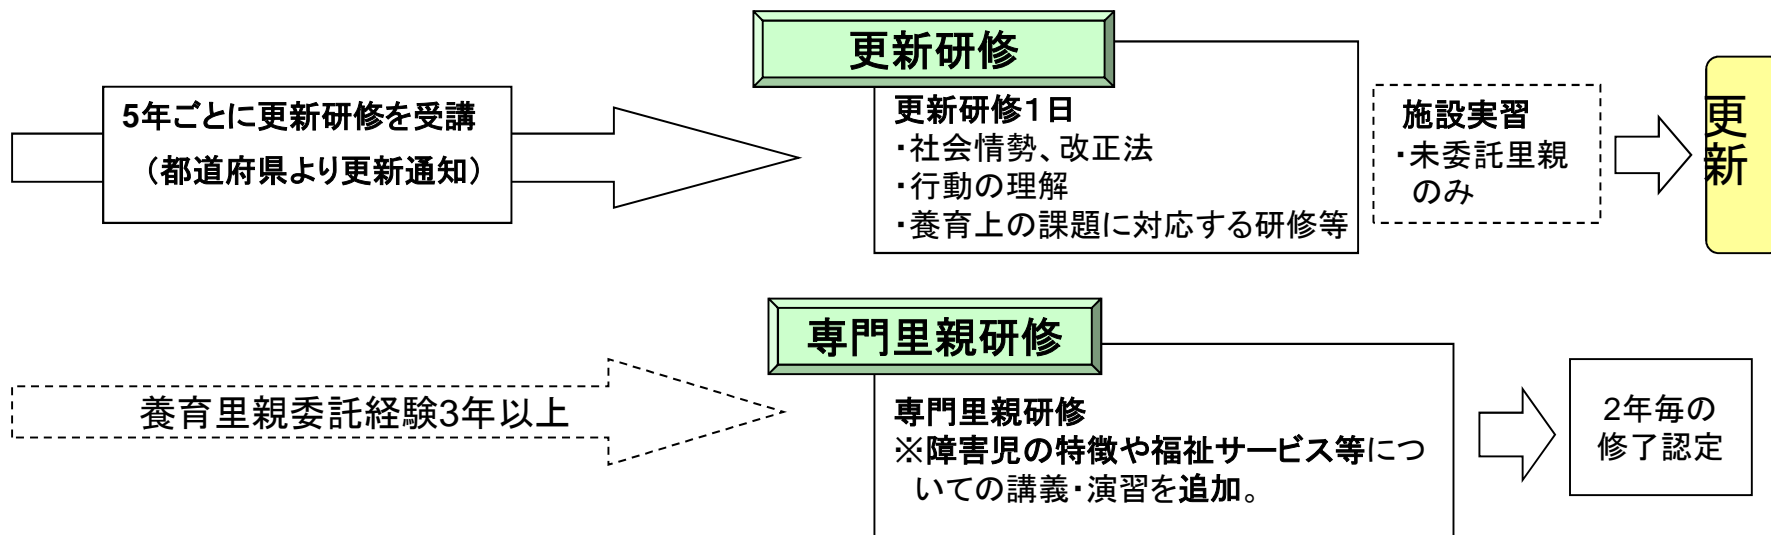 更新研修
5年ごとに更新研修を受講
（都道府県より更新通知）
更新研修1日
・社会情勢、改正法
・行動の理解
・養育上の課題に対応する研修等
施設実習
・未委託里親
のみ
更
新
専門里親研修
養育里親委託経験3年以上
専門里親研修
※障害児の特徴や福祉サービス等につ
いての講義・演習を追加。
2年毎の
修了認定